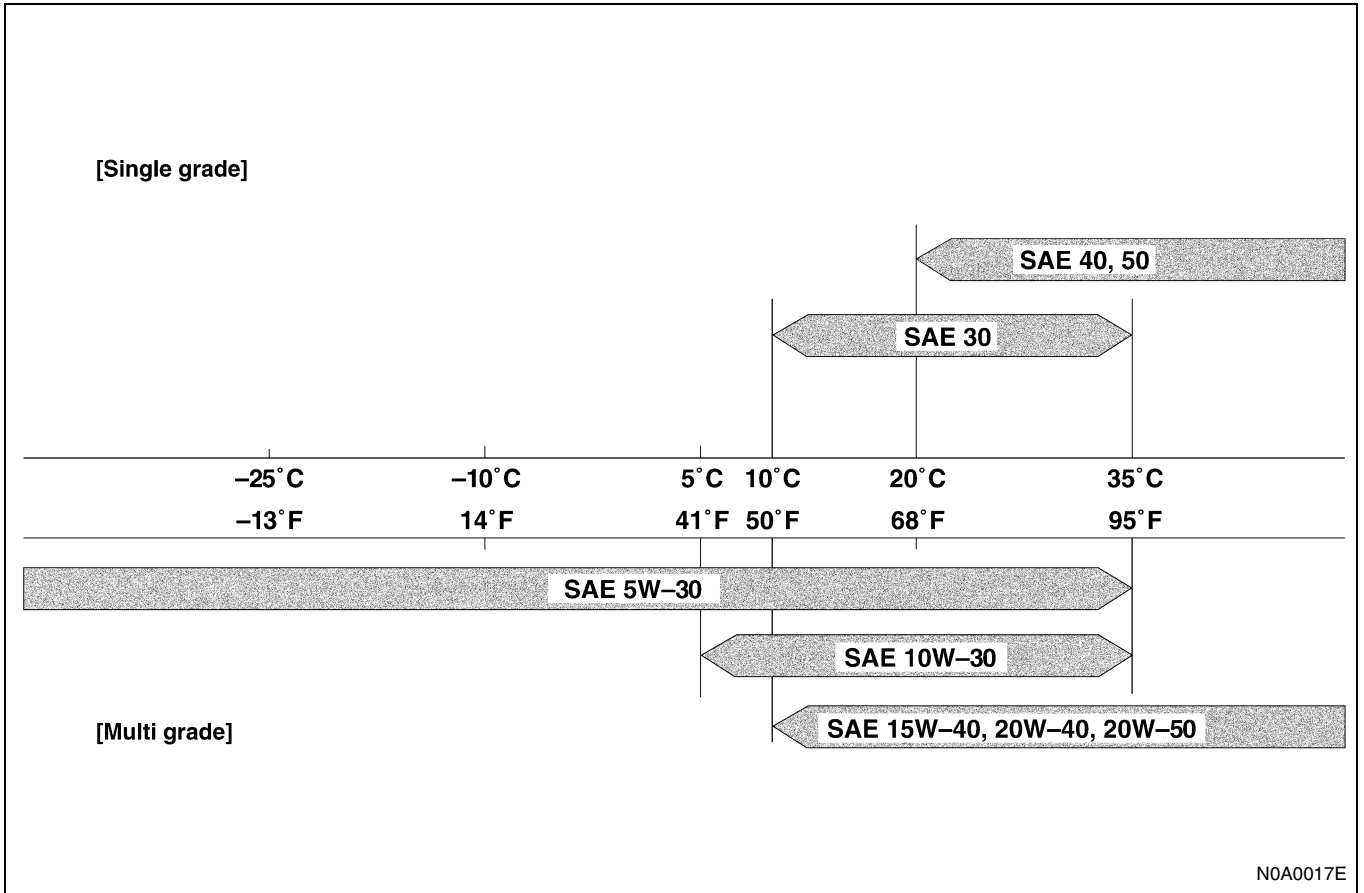 [Single grade]
SAE 40, 50
SAE 30
–25˚C –10˚C 5˚C 10˚C 20˚C 35˚C
–13˚F 14˚F 41˚F 50˚F 68˚F 95˚F
SAE 5W–30
SAE 10W–30
[Multi grade] SAE 15W–40, 20W–40, 20W–50
N0A0017E